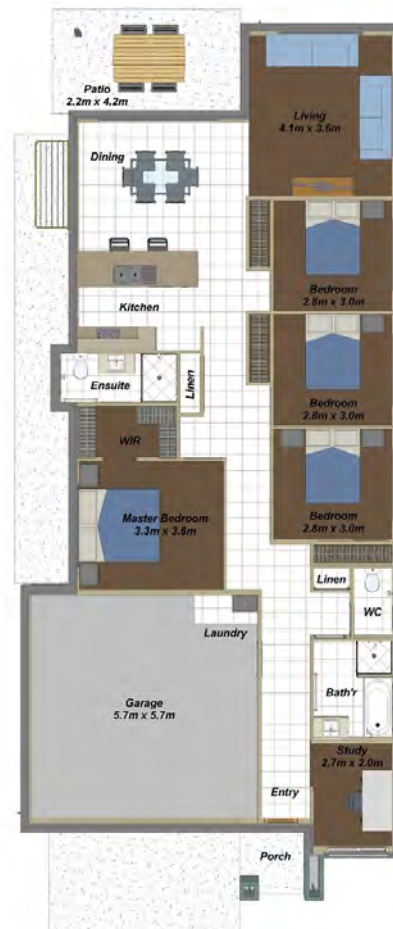 Patio
2.2m x 4.2m
Living
4.1m x 3.6m
Dining
Bedroom
2.8m x 3.0m
Kitchen
Bedroom
2.8m x 3.0m
Ensuite
Linen
WIR
Bedroom
2.8m x 3.0m
Master Bedroom
3.3m x 3.6m
Linen
WC
Laundry
Bath'r
Garage
5.7m x 5.7m
Study
2.7m x 2.0m
Entry
Porch